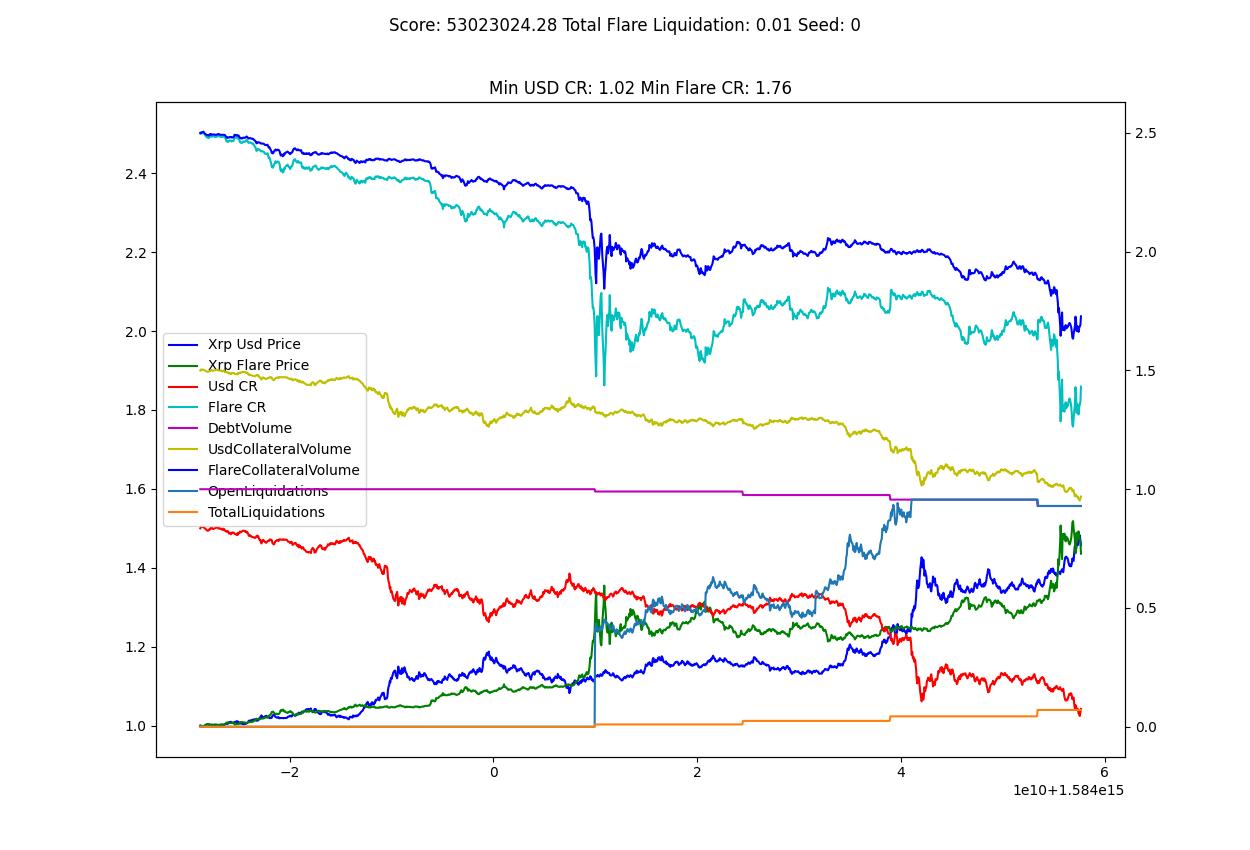 Score: 53023024.28 Total Flare Liquidation: 0.01 Seed: 0
Min USD CR: 1.02 Min Flare CR: 1.76
2.4
2.2
2.0
1.8
1.6
1.4
1.2
1.0
Xrp Usd Price
Xrp Flare Price
Usd CR
Flare CR
DebtVolume
UsdCollateralVolume
FlareCollateralVolume
OpenLiquidations
TotalLiquidations
2.5
2.0
1.5
1.0
0.5
0.0
−2 0 2 4 6
1e10+1.584e15